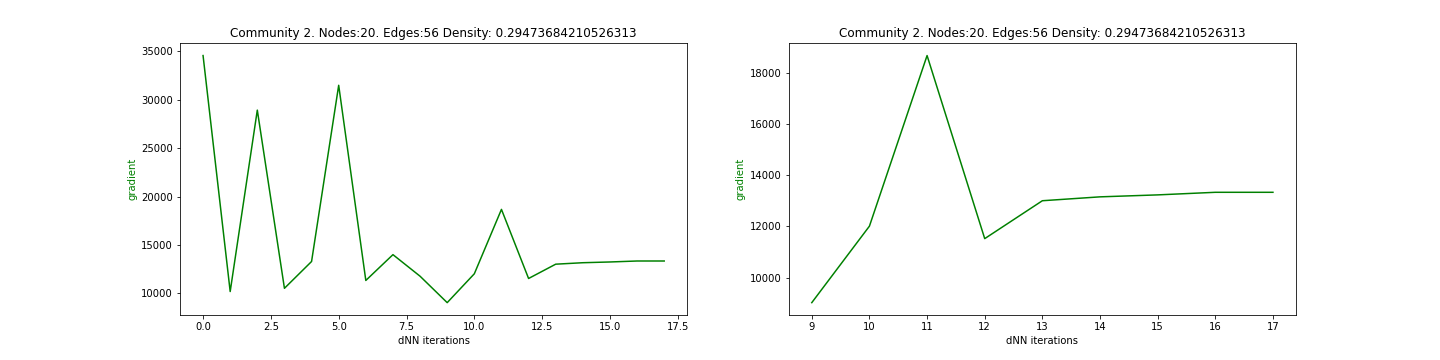 Community 2. Nodes:20. Edges:56 Density: 0.29473684210526313
35000
30000
25000
20000
15000
10000
gradient
0.0 2.5 5.0 7.5 10.0 12.5 15.0 17.5
dNN iterations
Community 2. Nodes:20. Edges:56 Density: 0.29473684210526313
18000
16000
14000
12000
10000
gradient
9 10 11 12 13 14 15 16 17
dNN iterations